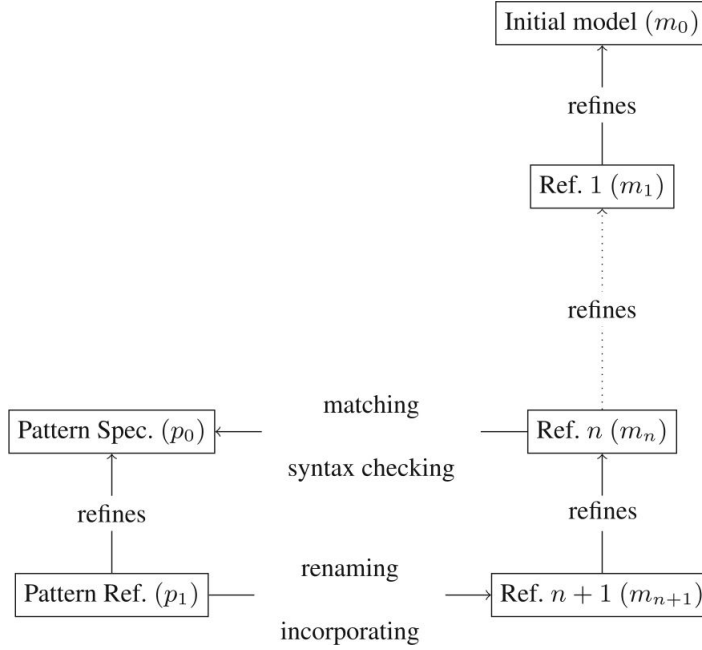 Initial model (m₀)
refines
Ref. 1 (m₁)
refines
matching
Pattern Spec. (p₀)
Ref. n (mₙ)
syntax checking
refines
refines
renaming
Pattern Ref. (p₁)
Ref. n + 1 (mₙ₊₁)
incorporating